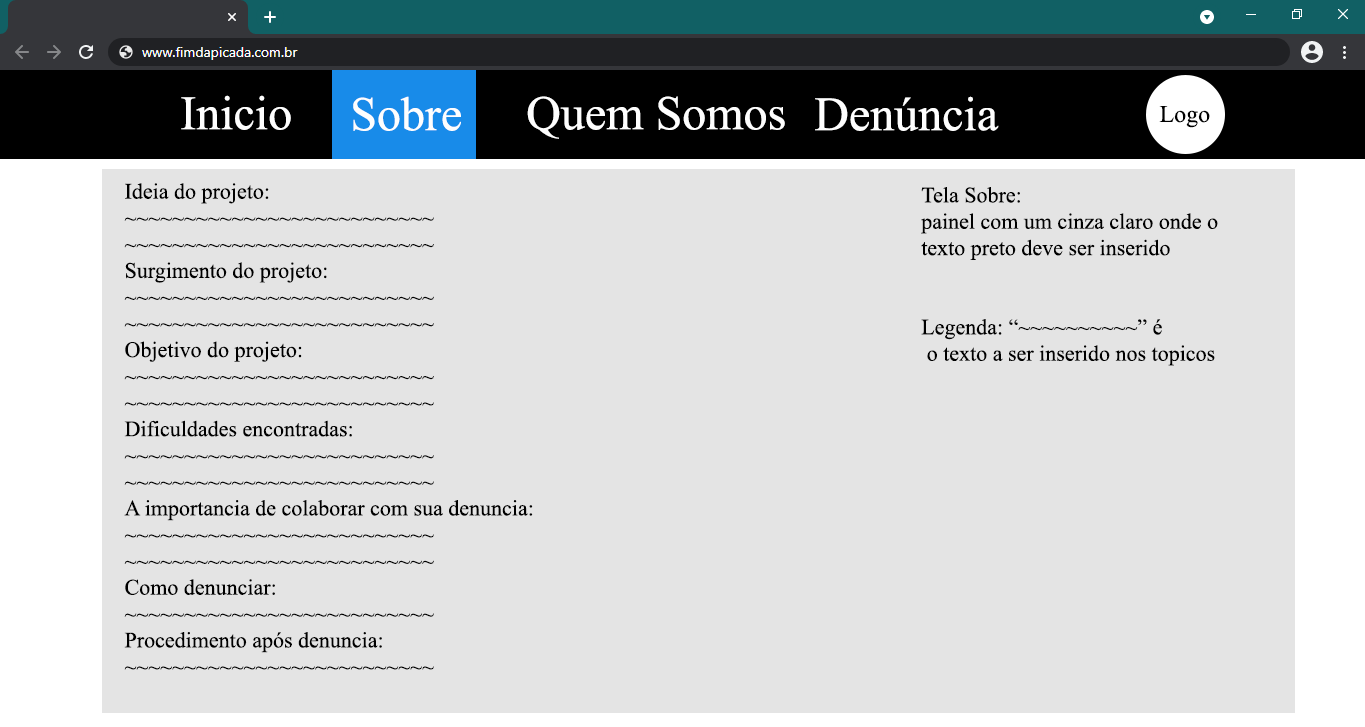 www.fimdapicada.com.br
Inicio Sobre Quem Somos Denúncia Logo
Ideia do projeto:
~~~~~~~~~~~~~~~~~~~~~~~~~~
~~~~~~~~~~~~~~~~~~~~~~~~~~
Surgimento do projeto:
~~~~~~~~~~~~~~~~~~~~~~~~~~
~~~~~~~~~~~~~~~~~~~~~~~~~~
Objetivo do projeto:
~~~~~~~~~~~~~~~~~~~~~~~~~~
~~~~~~~~~~~~~~~~~~~~~~~~~~
Dificuldades encontradas:
~~~~~~~~~~~~~~~~~~~~~~~~~~
~~~~~~~~~~~~~~~~~~~~~~~~~~
A importancia de colaborar com sua denuncia:
~~~~~~~~~~~~~~~~~~~~~~~~~~
~~~~~~~~~~~~~~~~~~~~~~~~~~
Como denunciar:
~~~~~~~~~~~~~~~~~~~~~~~~~~
Procedimento após denuncia:
~~~~~~~~~~~~~~~~~~~~~~~~~~
Tela Sobre:
painel com um cinza claro onde o
texto preto deve ser inserido
Legenda: “~~~~~~~~~~” é
o texto a ser inserido nos topicos